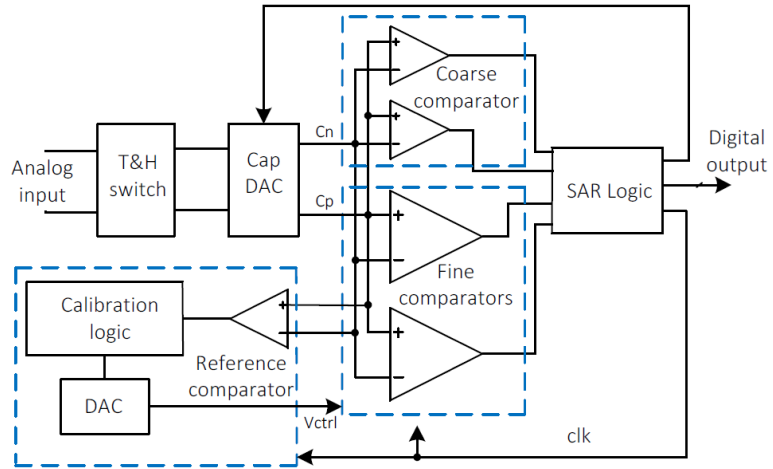 +
−
Coarse
comparator
+
−
Analog
input
T&H
switch
Cap
DAC
Cn
Cp
SAR Logic
Digital
output
+
−
Fine
comparators
+
−
Calibration
logic
+
−
Reference
comparator
DAC
Vctrl
clk